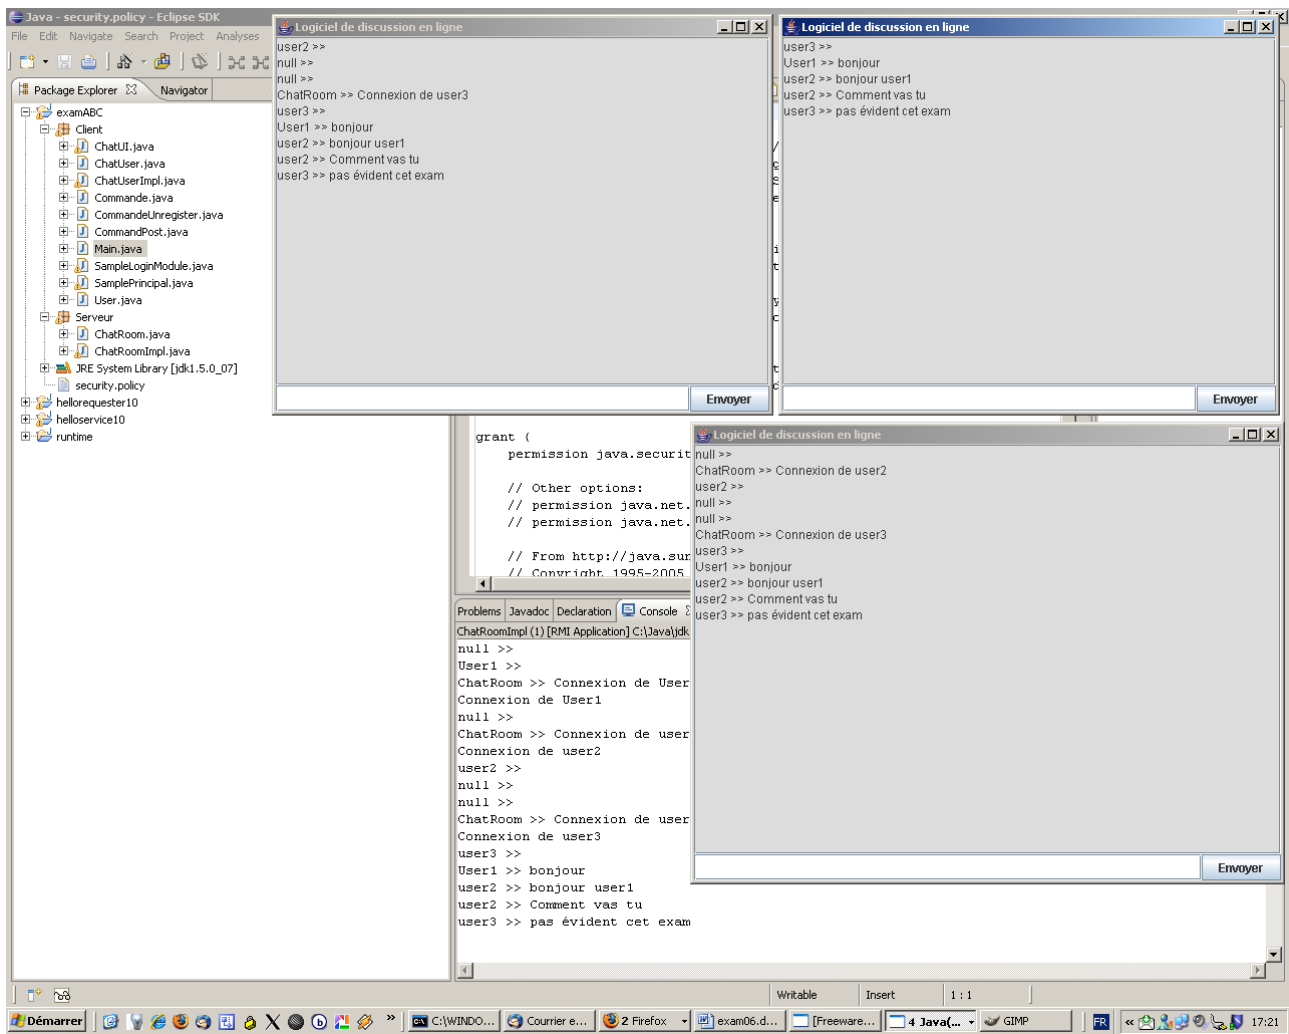 Java - security.policy - Eclipse SDK
File Edit Navigate Search Project Analyses
Package Explorer Navigator
examABC
Client
ChatUI.java
ChatUser.java
ChatUserImpl.java
Commande.java
CommandeUnregister.java
CommandPost.java
Main.java
SampleLoginModule.java
SamplePrincipal.java
User.java
Serveur
ChatRoom.java
ChatRoomImpl.java
JRE System Library [jdk1.5.0_07]
security.policy
hellorequester10
helloservice10
runtime
Logiciel de discussion en ligne
user2 >>
null >>
null >>
ChatRoom >> Connexion de user3
user3 >>
User1 >> bonjour
user2 >> bonjour user1
user2 >> Comment vas tu
user3 >> pas évident cet exam
Envoyer
Logiciel de discussion en ligne
user3 >>
User1 >> bonjour
user2 >> bonjour user1
user2 >> Comment vas tu
user3 >> pas évident cet exam
Envoyer
grant {
permission java.securit
// Other options:
// permission java.net.
// permission java.net.
// From http://java.sun
// Copyright 1995-2005
Logiciel de discussion en ligne
null >>
ChatRoom >> Connexion de user2
user2 >>
null >>
null >>
ChatRoom >> Connexion de user3
user3 >>
User1 >> bonjour
user2 >> bonjour user1
user2 >> Comment vas tu
user3 >> pas évident cet exam
Envoyer
Problems Javadoc Declaration Console
ChatRoomImpl (1) [RMI Application] C:\Java\jdk
null >>
User1 >>
ChatRoom >> Connexion de User
Connexion de User1
null >>
ChatRoom >> Connexion de user
Connexion de user2
user2 >>
null >>
null >>
ChatRoom >> Connexion de user
Connexion de user3
user3 >>
User1 >> bonjour
user2 >> bonjour user1
user2 >> Comment vas tu
user3 >> pas évident cet exam
Writable Insert 1 : 1
Démarrer » C:\WINDO... Courrier e... 2 Firefox exam06.d... [Freeware... 4 Java(... GIMP FR « 17:21